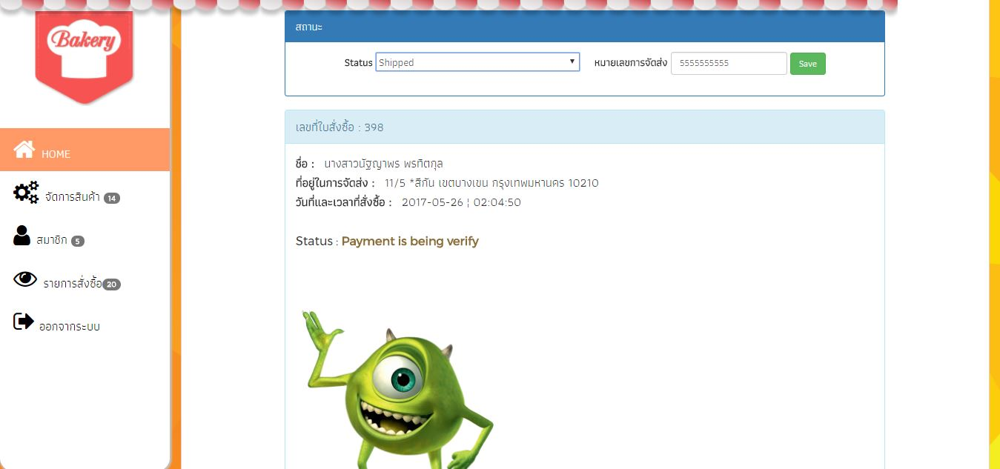 Bakery
HOME
จัดการสินค้า 14
สมาชิก 5
รายการสั่งซื้อ 20
ออกจากระบบ
สถานะ
Status Shipped หมายเลขการจัดส่ง 5555555555 Save
เลขที่ใบสั่งซื้อ : 398
ชื่อ : นางสาวนัฐญาพร พรทิตกุล
ที่อยู่ในการจัดส่ง : 11/5 *สีกัน เขตบางเขน กรุงเทพมหานคร 10210
วันที่และเวลาที่สั่งซื้อ : 2017-05-26 ¦ 02:04:50
Status : Payment is being verify